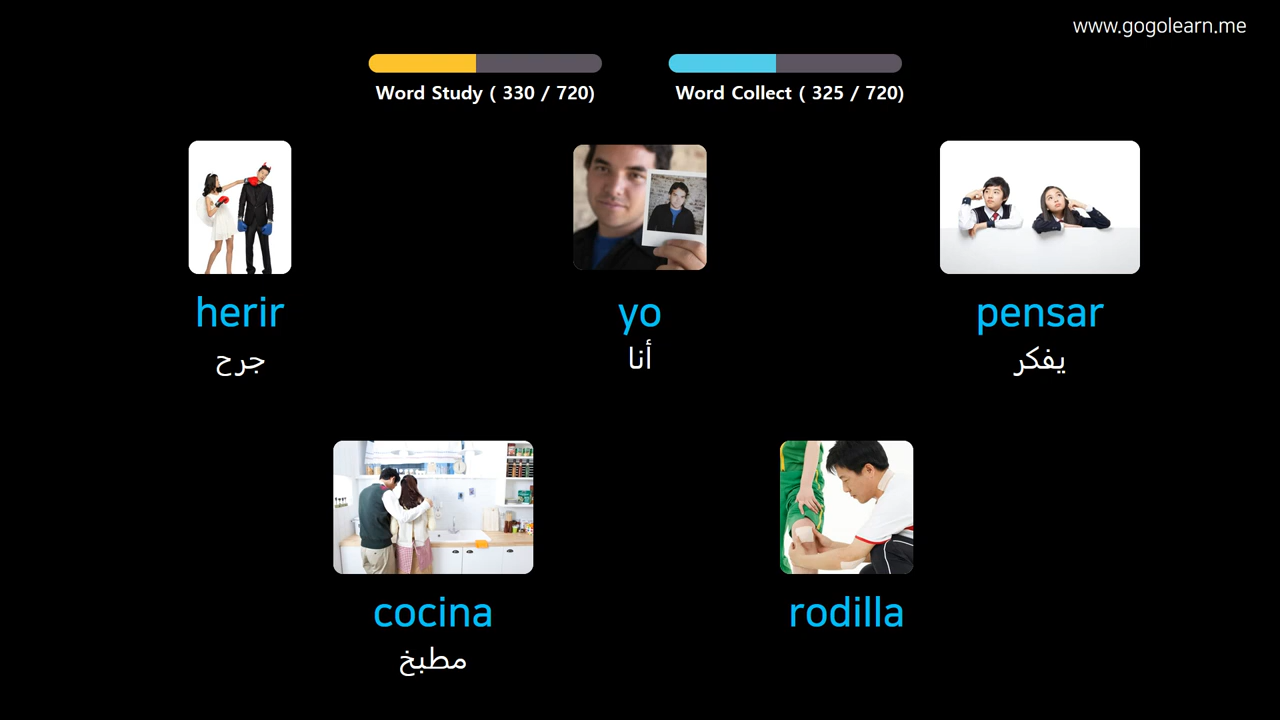 www.gogolearn.me
Word Study ( 330 / 720)
Word Collect ( 325 / 720)
herir
جرح
yo
أنا
pensar
يفكر
cocina
مطبخ
rodilla